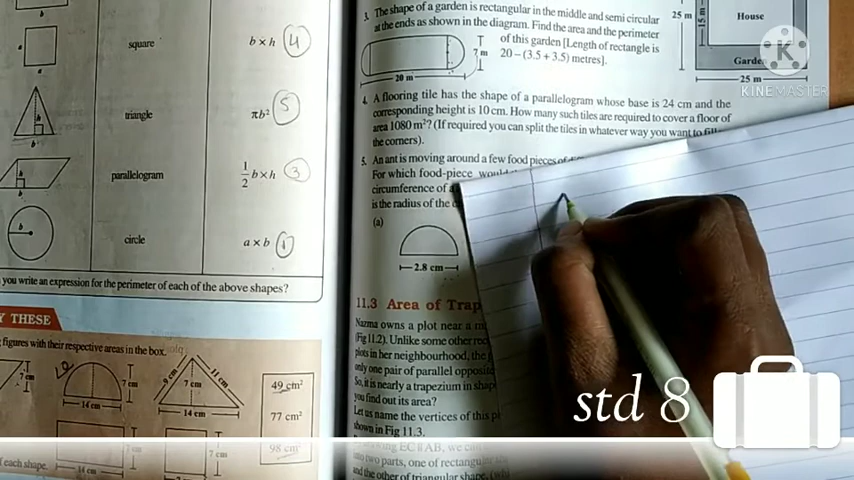 square
b × h
4
a
a
triangle
πb²
5
h
b
parallelogram
1/2 b × h
3
h
b
circle
a × b
1
b
you write an expression for the perimeter of each of the above shapes?
Y THESE
figures with their respective areas in the box.
7 cm
14 cm
7 cm
9 cm
7 cm
11 cm
14 cm
49 cm²
77 cm²
98 cm²
14 cm
7 cm
of each shape.
3. The shape of a garden is rectangular in the middle and semi circular
at the ends as shown in the diagram. Find the area and the perimeter
of this garden [Length of rectangle is
20 – (3.5 + 3.5) metres].
7 m
20 m
25 m
15 m
House
Garden
25 m
4. A flooring tile has the shape of a parallelogram whose base is 24 cm and the
corresponding height is 10 cm. How many such tiles are required to cover a floor of
area 1080 m²? (If required you can split the tiles in whatever way you want to fill
the corners).
5. An ant is moving around a few food pieces of
For which food-piece would
circumference of a
is the radius of the
(a)
2.8 cm
11.3 Area of Trap
Nazma owns a plot near a
(Fig 11.2). Unlike some other
plots in her neighbourhood, the
only one pair of parallel opposite
So, it is nearly a trapezium in shape
you find out its area?
Let us name the vertices of this
shown in Fig 11.3.
EC || AB, we
into two parts, one of rectangular
and the other of triangular shape,
K
KINEMASTER
std 8